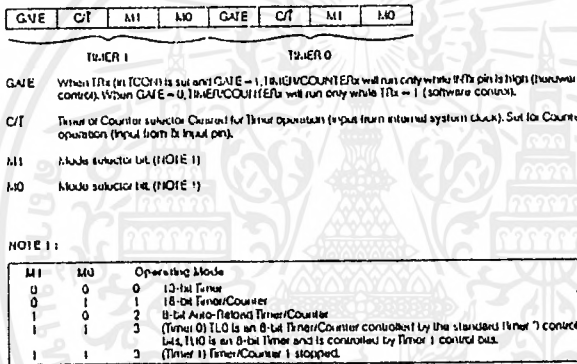 GATE C/T M1 M0 GATE C/T M1 M0
TIMER 1 TIMER 0
GATE When TRx (in TCON) is set and GATE = 1, TIMER/COUNTERx will run only while INTx pin is high (hardware
control). When GATE = 0, TIMER/COUNTERx will run only while TRx = 1 (software control).
C/T Timer or Counter selector Cleared for Timer operation (input from internal system clock). Set for Counte
operation (input from Tx input pin).
M1 Mode selector bit. (NOTE 1)
M0 Mode selector bit. (NOTE 1)
NOTE 1 :
M1 M0 Operating Mode
0 0 0 13-bit Timer
0 1 1 16-bit Timer/Counter
1 0 2 8-bit Auto-Reload Timer/Counter
1 1 3 (Timer 0) TL0 is an 8-bit Timer/Counter controlled by the standard Timer control
bits, TH0 is an 8-bit Timer and is controlled by Timer 1 control bits.
1 1 3 (Timer 1) Timer/Counter 1 stopped.